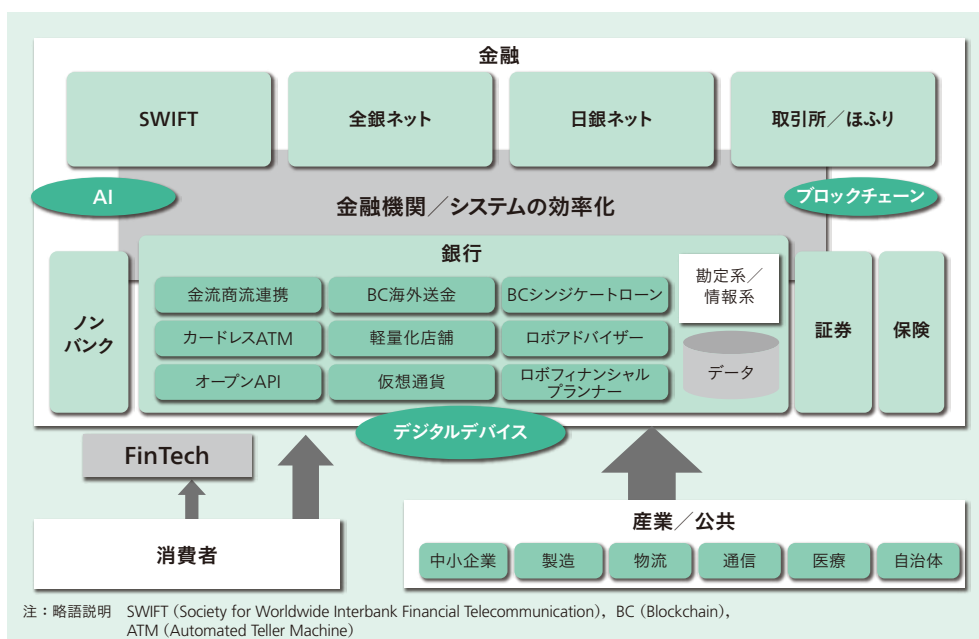 金融
SWIFT
全銀ネット
日銀ネット
取引所／ほふり
AI
金融機関／システムの効率化
ブロックチェーン
ノン
バンク
銀行
金流商流連携
BC海外送金
BCシンジケートローン
カードレスATM
軽量化店舗
ロボアドバイザー
オープンAPI
仮想通貨
ロボフィナンシャル
プランナー
勘定系／
情報系
データ
証券
保険
デジタルデバイス
FinTech
消費者
産業／公共
中小企業
製造
物流
通信
医療
自治体
注：略語説明　SWIFT（Society for Worldwide Interbank Financial Telecommunication），BC（Blockchain），
ATM（Automated Teller Machine）